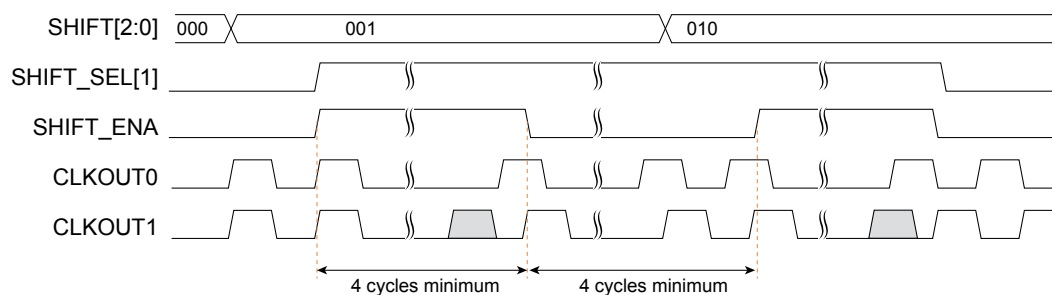 SHIFT[2:0] 000 001 010
SHIFT_SEL[1]
SHIFT_ENA
CLKOUT0
CLKOUT1
4 cycles minimum 4 cycles minimum